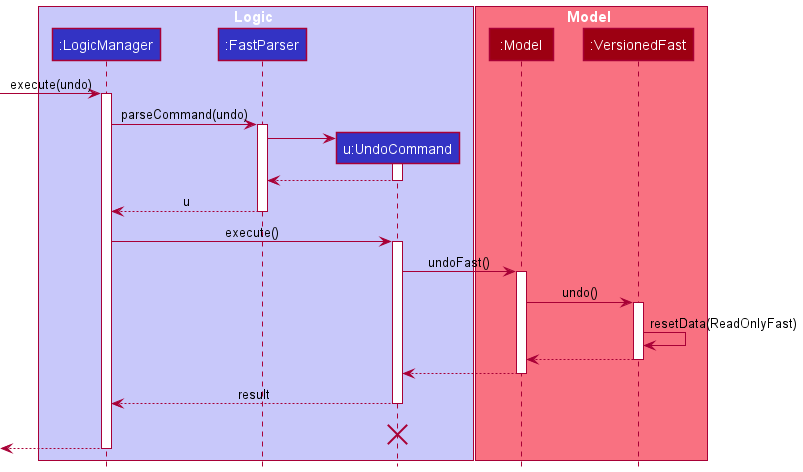 Logic
Model
:LogicManager
:FastParser
:Model
:VersionedFast
execute(undo)
parseCommand(undo)
u:UndoCommand
u
execute()
undoFast()
undo()
resetData(ReadOnlyFast)
result